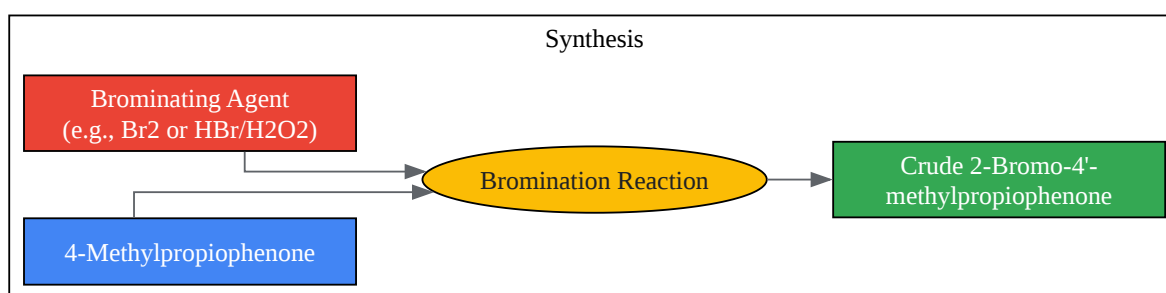 Synthesis
Brominating Agent
(e.g., Br2 or HBr/H2O2)
Bromination Reaction
Crude 2-Bromo-4'-
methylpropiophenone
4-Methylpropiophenone